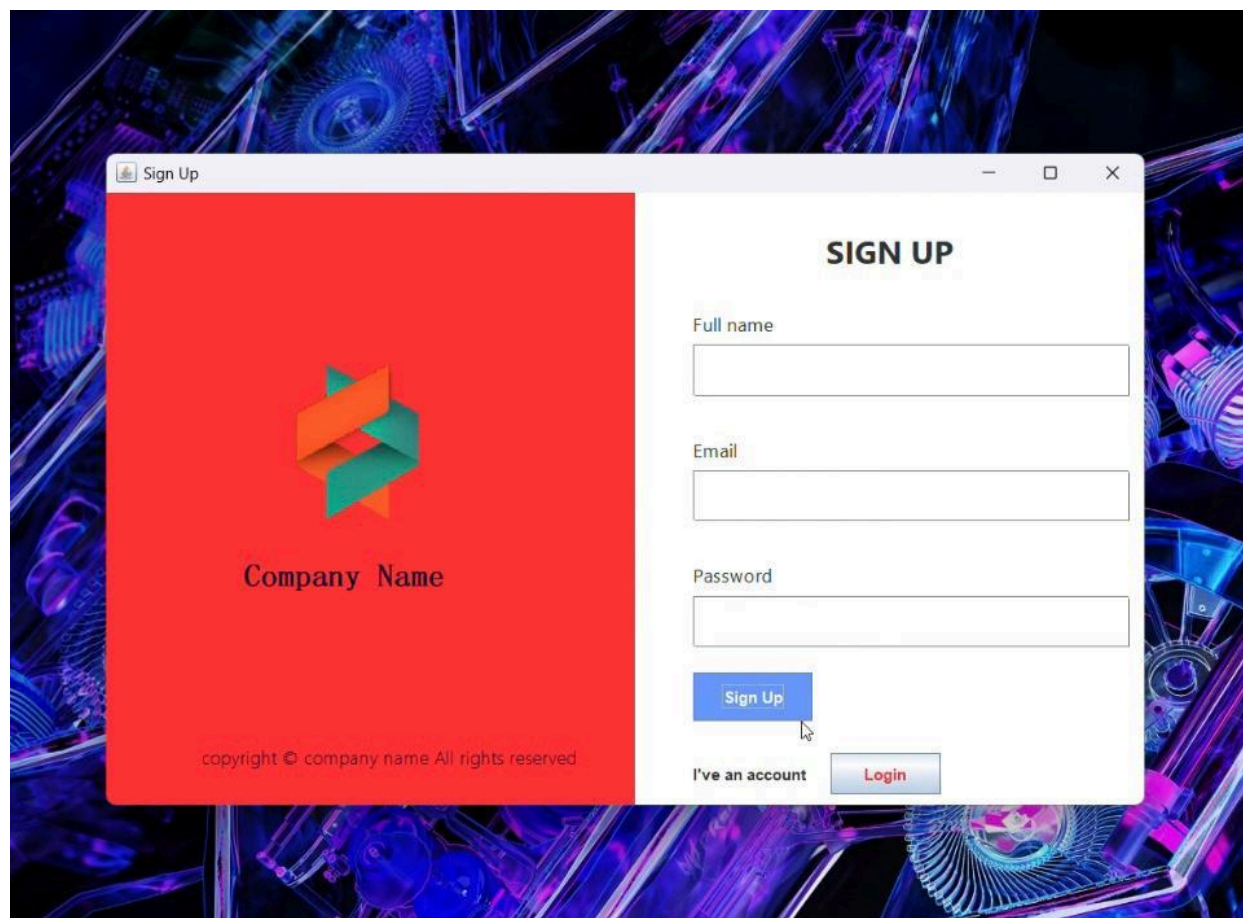 Sign Up
Company Name
copyright © company name All rights reserved
SIGN UP
Full name
Email
Password
Sign Up
I've an account
Login